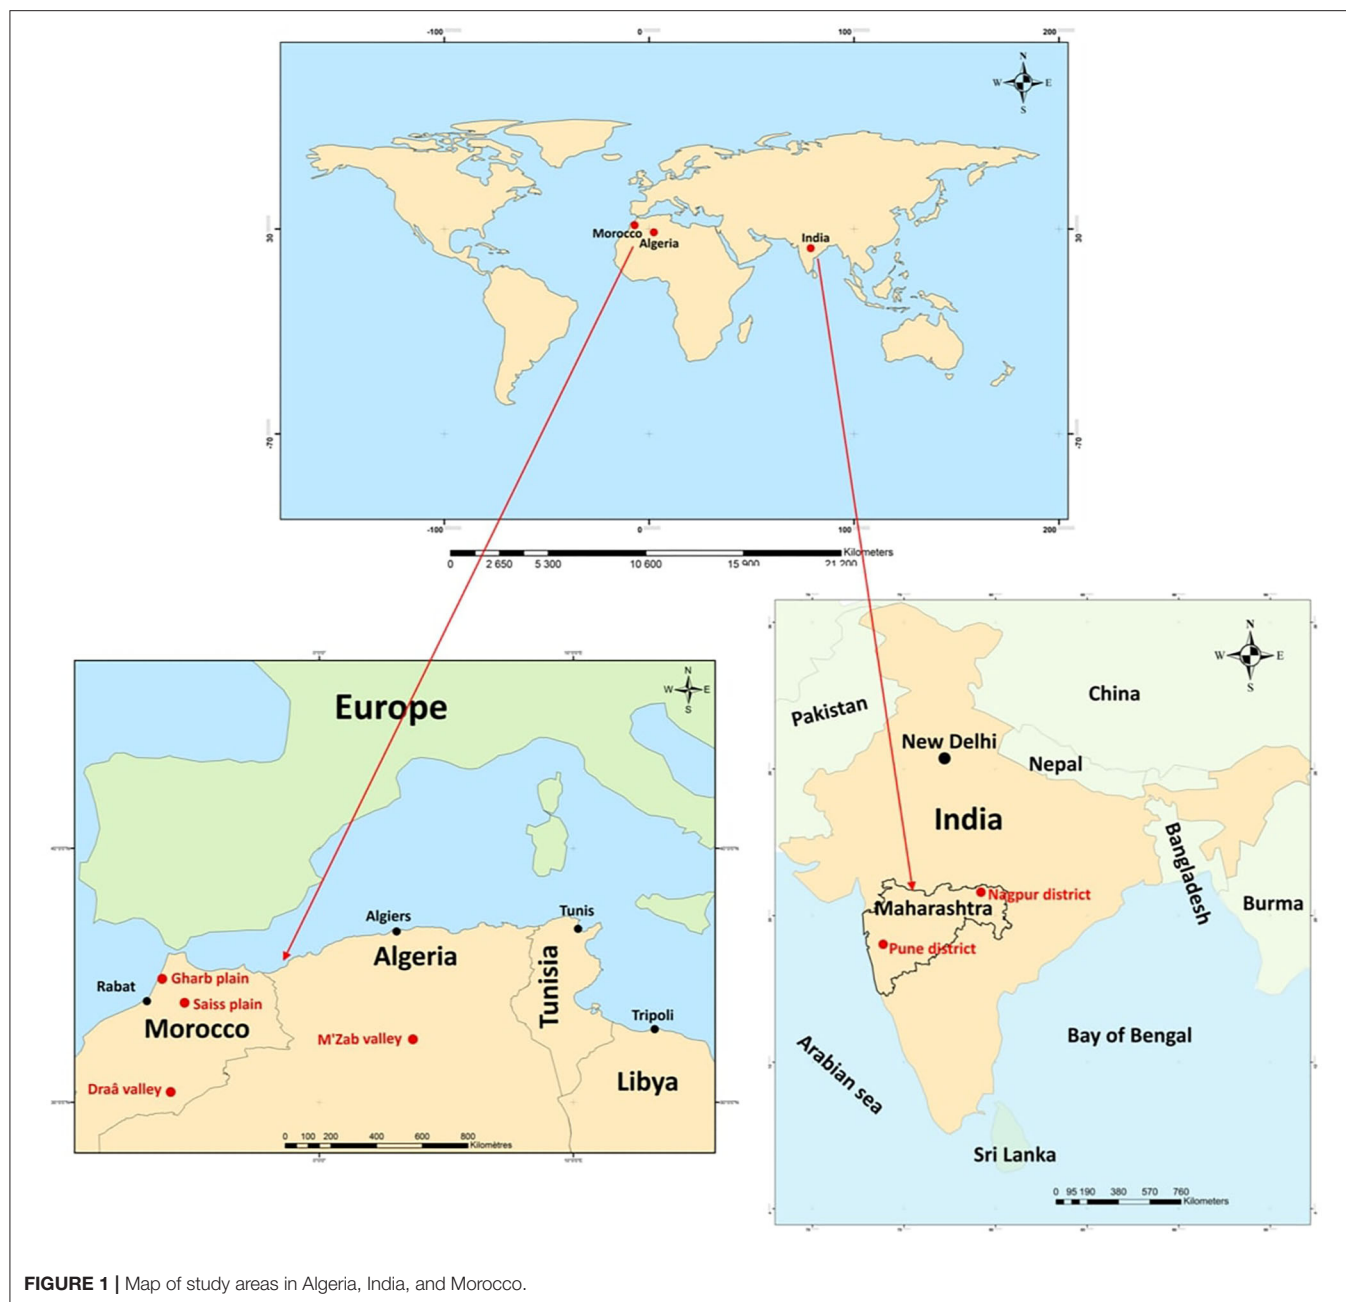 -100
0
100
200
N
W
E
S
30
30
Morocco
Algeria
India
-70
-70
-100
0
100
200
0
2 650
5 300
10 600
15 900
21 200
Kilometers
N
W
E
S
Europe
Algiers
Tunis
Algeria
Tunisia
Gharb plain
Rabat
Saiss plain
Morocco
M'Zab valley
Tripoli
Draâ valley
Libya
0
100
200
400
600
800
Kilomètres
N
W
E
S
China
Pakistan
New Delhi
Nepal
India
Bangladesh
Nagpur district
Maharashtra
Burma
Pune district
Bay of Bengal
Arabian sea
Sri Lanka
0
95
190
380
570
760
Kilometers
FIGURE 1 | Map of study areas in Algeria, India, and Morocco.